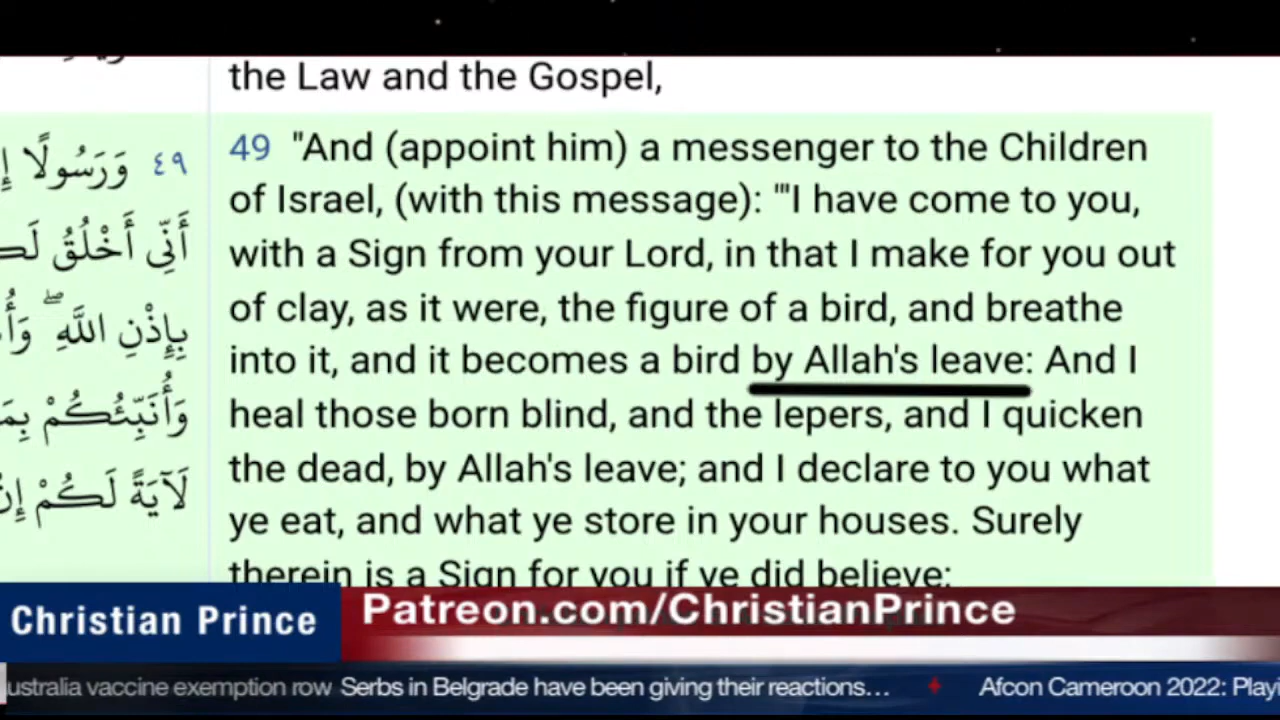 the Law and the Gospel,
49 "And (appoint him) a messenger to the Children
of Israel, (with this message): "'I have come to you,
with a Sign from your Lord, in that I make for you out
of clay, as it were, the figure of a bird, and breathe
into it, and it becomes a bird by Allah's leave: And I
heal those born blind, and the lepers, and I quicken
the dead, by Allah's leave; and I declare to you what
ye eat, and what ye store in your houses. Surely
therein is a Sign for you if ye did believe;
٤٩ وَرَسُولًا
أَنِّى أَخْلُقُ
بِإِذْنِ اللَّهِ ۖ
وَأُنَبِّئُكُمْ
لَآيَةً لَكُمْ
Christian Prince
Patreon.com/ChristianPrince
ustralia vaccine exemption row Serbs in Belgrade have been giving their reactions... Afcon Cameroon 2022: Playi